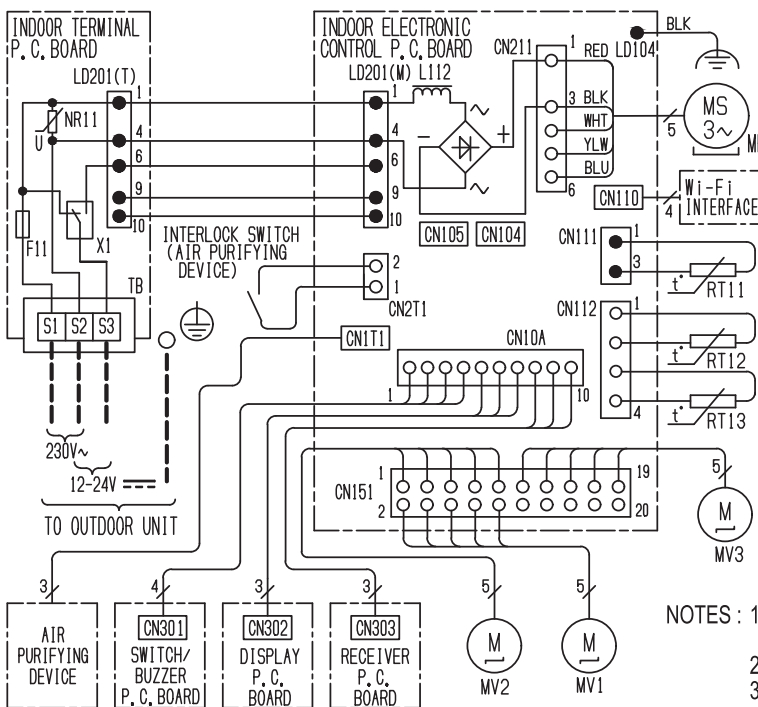 INDOOR TERMINAL
P.C.BOARD
LD201(T)
1
NR11
U
4
6
9
10
X1
F11
TB
S1 S2 S3
230V~
12-24V
TO OUTDOOR UNIT
INDOOR ELECTRONIC
CONTROL P.C.BOARD
LD201(M) L112
1
4
6
9
10
~
-
+
~
CN211
1
3
6
RED
BLK
WHT
YLW
BLU
LD104
BLK
MS
3~
5
CN110
4
Wi-Fi
INTERFACE
CN105
CN104
INTERLOCK SWITCH
(AIR PURIFYING
DEVICE)
2
1
CN2T1
CN1T1
CN111
1
3
t°
RT11
CN112
1
4
t°
RT12
t°
RT13
CN10A
1
10
CN151
1
2
19
20
5
M
MV3
3
AIR
PURIFYING
DEVICE
4
CN301
SWITCH/
BUZZER
P.C.BOARD
3
CN302
DISPLAY
P.C.
BOARD
3
CN303
RECEIVER
P.C.
BOARD
5
M
MV2
5
M
MV1
NOTES : 1
2
3